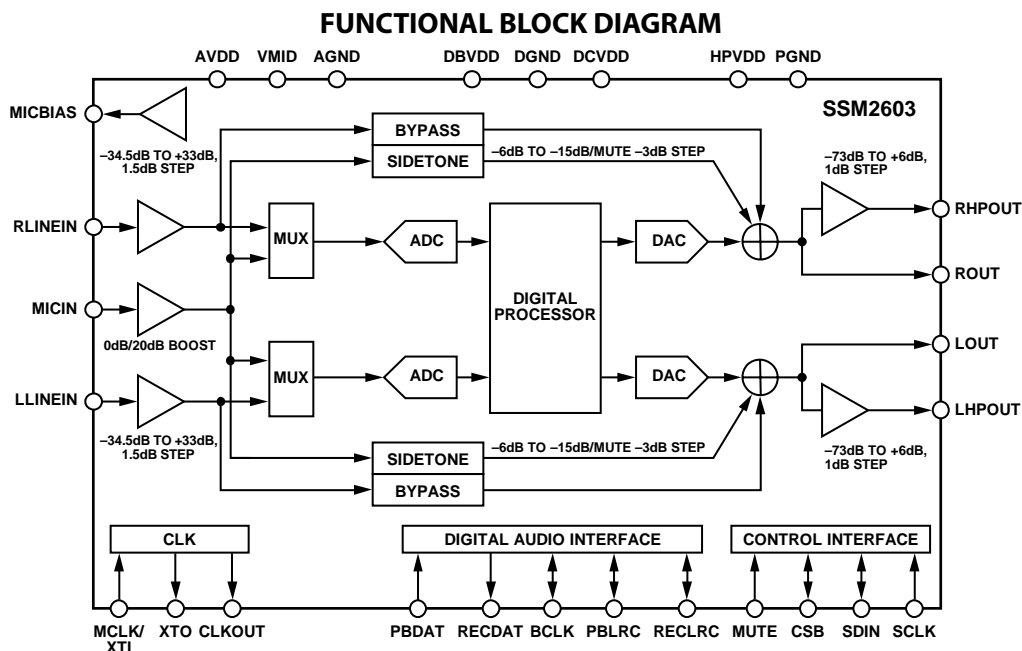 FUNCTIONAL BLOCK DIAGRAM
AVDD VMID AGND DBVDD DGND DCVDD HPVDD PGND
MICBIAS
SSM2603
BYPASS
SIDETONE
–34.5dB TO +33dB,
1.5dB STEP
–6dB TO –15dB/MUTE –3dB STEP
–73dB TO +6dB,
1dB STEP
RLINEIN
MUX
ADC
DAC
RHPOUT
ROUT
MICIN
0dB/20dB BOOST
DIGITAL
PROCESSOR
LOUT
LLINEIN
MUX
ADC
DAC
LHPOUT
–34.5dB TO +33dB,
1.5dB STEP
–6dB TO –15dB/MUTE –3dB STEP
–73dB TO +6dB,
1dB STEP
SIDETONE
BYPASS
CLK
DIGITAL AUDIO INTERFACE
CONTROL INTERFACE
MCLK/
XTI
XTO CLKOUT PBDAT RECDAT BCLK PBLRC RECLRC MUTE CSB SDIN SCLK